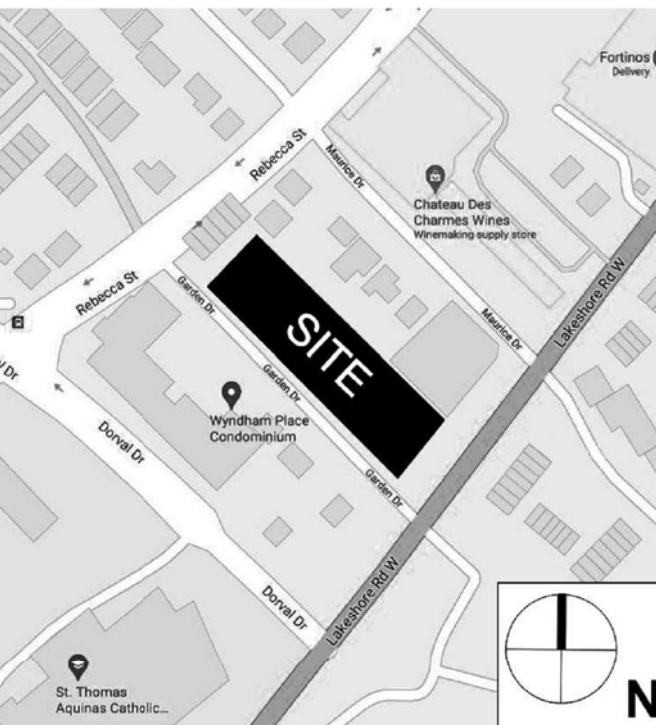 Fortinos
Delivery
Rebecca St
Maurice Dr
Chateau Des
Charmes Wines
Winemaking supply store
Rebecca St
Garden Dr
Lakeshore Rd W
SITE
Maurice Dr
Garden Dr
Wyndham Place
Condominium
Dorval Dr
Garden Dr
Lakeshore Rd W
Dorval Dr
St. Thomas
Aquinas Catholic...
N